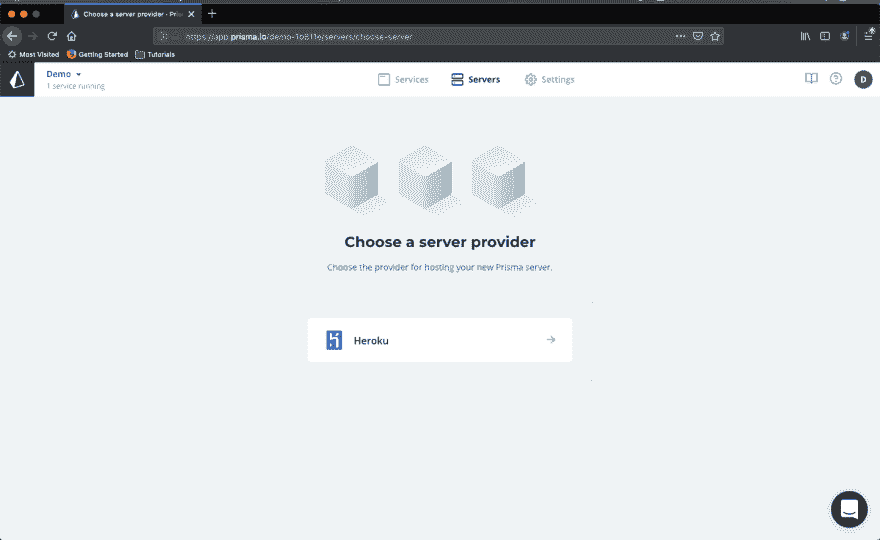 Choose a server provider - Pris
https://app.prisma.io/demo-1b811e/servers/choose-server
Most Visited Getting Started Tutorials
Demo
1 service running
Services Servers Settings
D
Choose a server provider
Choose the provider for hosting your new Prisma server.
Heroku